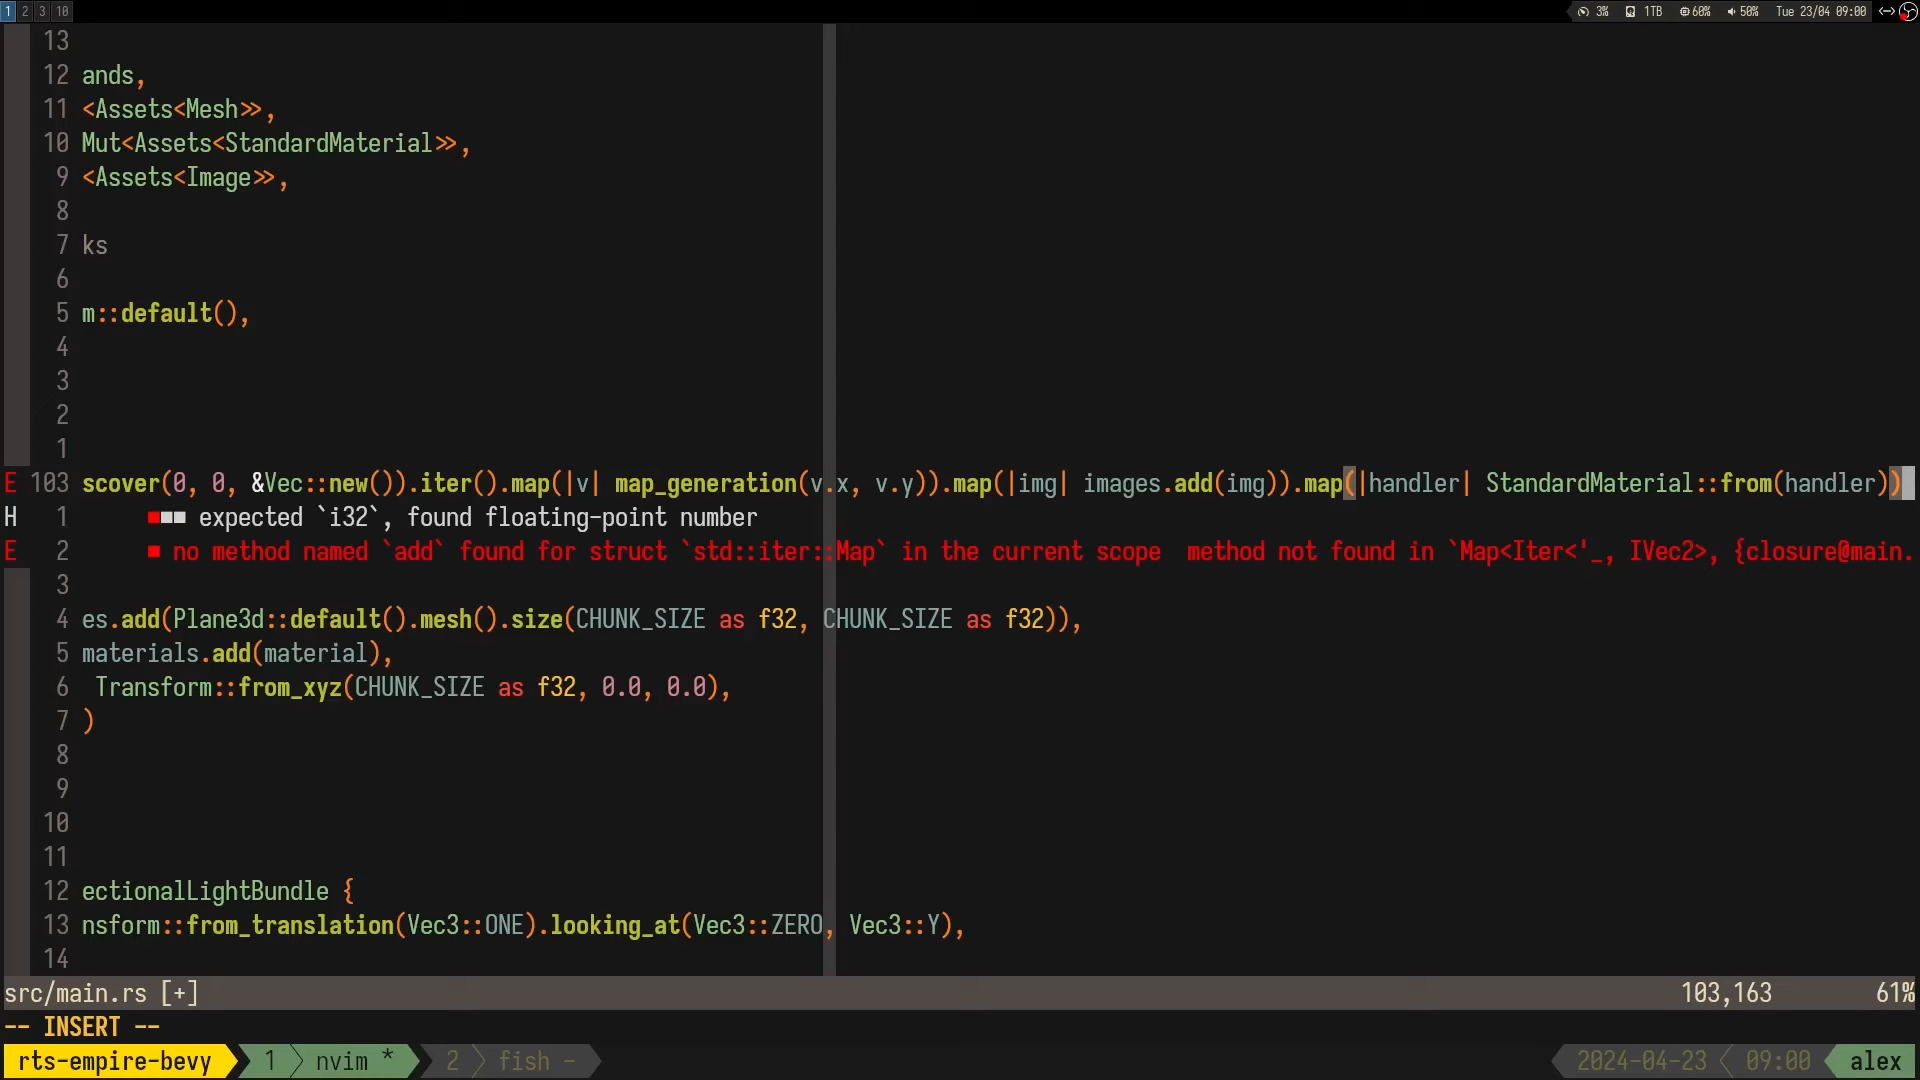 1 2 3 10 3% 1TB 60% 50% Tue 23/04 09:00
13
12 ands,
11 <Assets<Mesh>>,
10 Mut<Assets<StandardMaterial>>,
9 <Assets<Image>>,
8
7 ks
6
5 m::default(),
4
3
2
1
E 103 scover(0, 0, &Vec::new()).iter().map(|v| map_generation(v.x, v.y)).map(|img| images.add(img)).map(|handler| StandardMaterial::from(handler))
H 1 ■■■ expected `i32`, found floating-point number
E 2 ■ no method named `add` found for struct `std::iter::Map` in the current scope  method not found in `Map<Iter<'_, IVec2>, {closure@main.
3
4 es.add(Plane3d::default().mesh().size(CHUNK_SIZE as f32, CHUNK_SIZE as f32)),
5 materials.add(material),
6 Transform::from_xyz(CHUNK_SIZE as f32, 0.0, 0.0),
7 )
8
9
10
11
12 ectionalLightBundle {
13 nsform::from_translation(Vec3::ONE).looking_at(Vec3::ZERO, Vec3::Y),
14
src/main.rs [+] 103,163 61%
-- INSERT --
rts-empire-bevy 1 nvim * 2 fish - 2024-04-23 09:00 alex